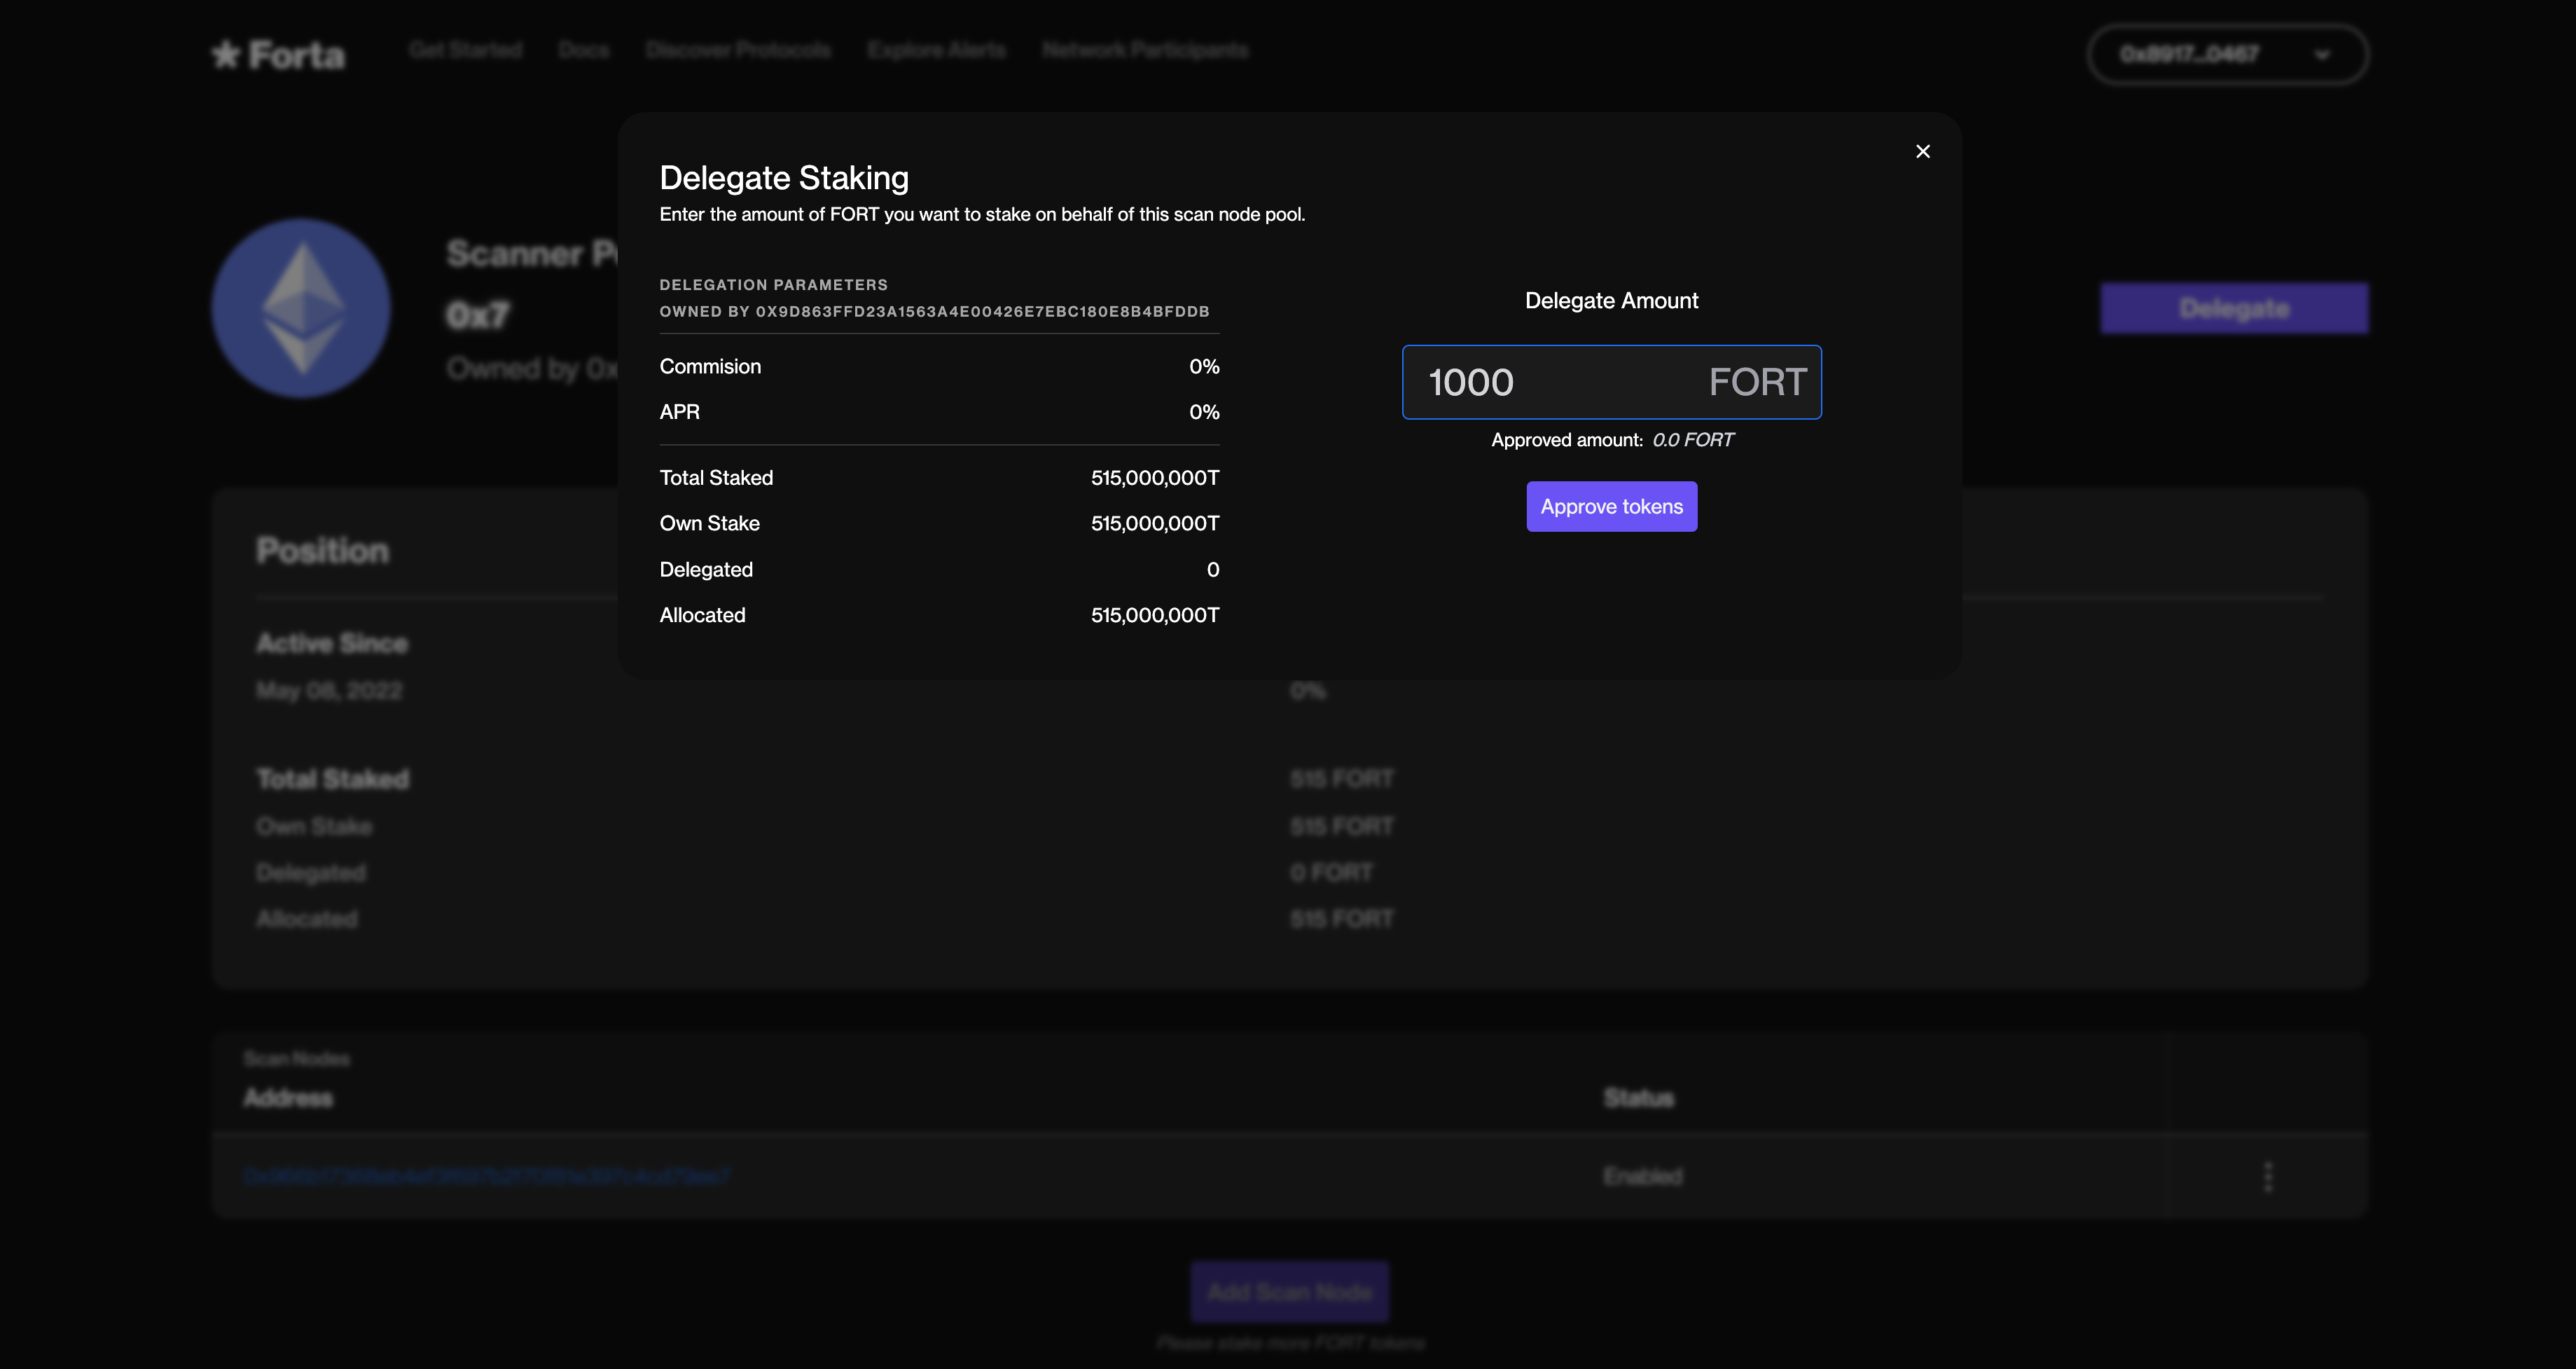 Forta
Get Started Docs Discover Protocols Explore Alerts Network Participants
0x8917...0467
Delegate Staking
Enter the amount of FORT you want to stake on behalf of this scan node pool.
DELEGATION PARAMETERS
OWNED BY 0X9D863FFD23A1563A4E00426E7EBC180E8B4BFDDB
Commision 0%
APR 0%
Total Staked 515,000,000T
Own Stake 515,000,000T
Delegated 0
Allocated 515,000,000T
Delegate Amount
1000 FORT
Approved amount: 0.0 FORT
Approve tokens
Scanner
0x7
Owned by
Delegate
Position
Active Since
May 08, 2022
0%
Total Staked 515 FORT
Own Stake 515 FORT
Delegated 0 FORT
Allocated 515 FORT
Scan Nodes
Address Status
Enabled
Add Scan Node
Please stake more FORT tokens